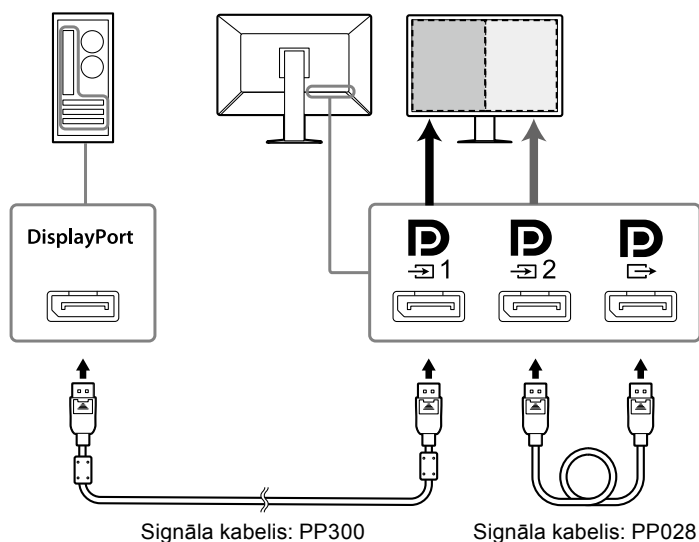 DisplayPort
1
2
Signāla kabelis: PP300
Signāla kabelis: PP028